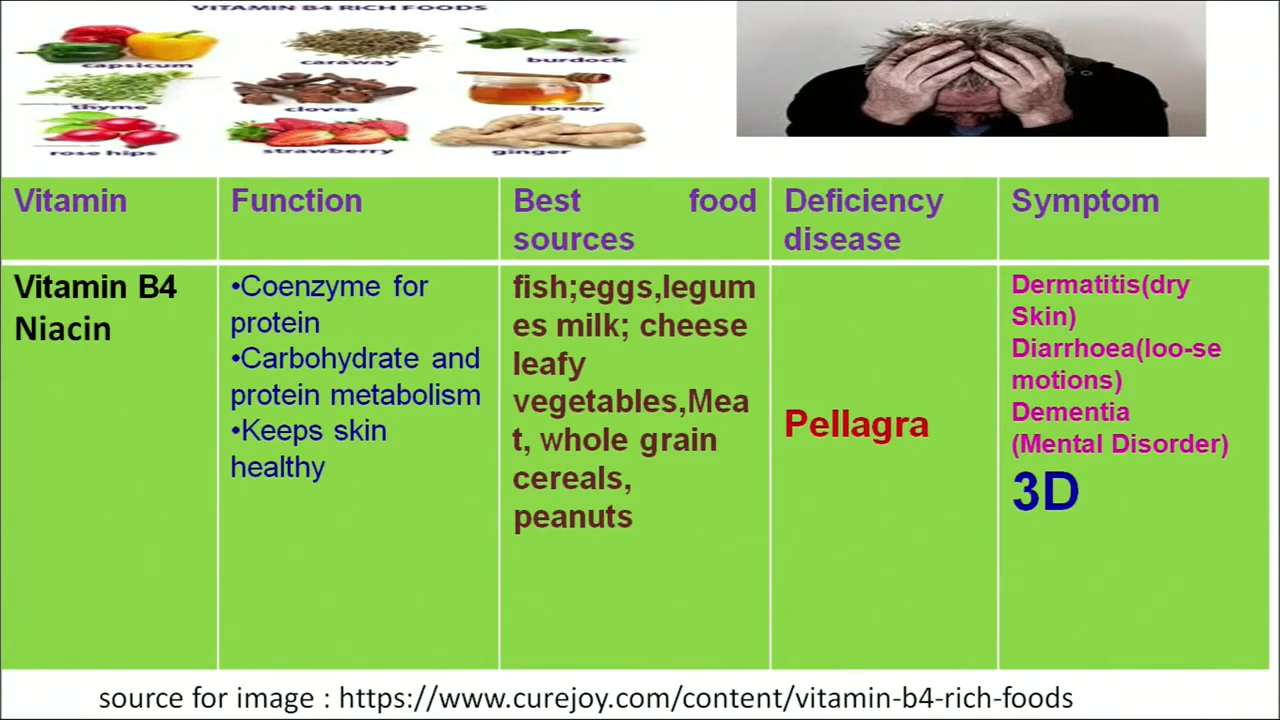 VITAMIN B4 RICH FOODS
capsicum
caraway
burdock
thyme
cloves
honey
rose hips
strawberry
ginger
Vitamin
Function
Best food
sources
Deficiency
disease
Symptom
Vitamin B4
Niacin
•Coenzyme for
protein
•Carbohydrate and
protein metabolism
•Keeps skin
healthy
fish;eggs,legum
es milk; cheese
leafy
vegetables,Mea
t, whole grain
cereals,
peanuts
Pellagra
Dermatitis(dry
Skin)
Diarrhoea(loo-se
motions)
Dementia
(Mental Disorder)
3D
source for image : https://www.curejoy.com/content/vitamin-b4-rich-foods